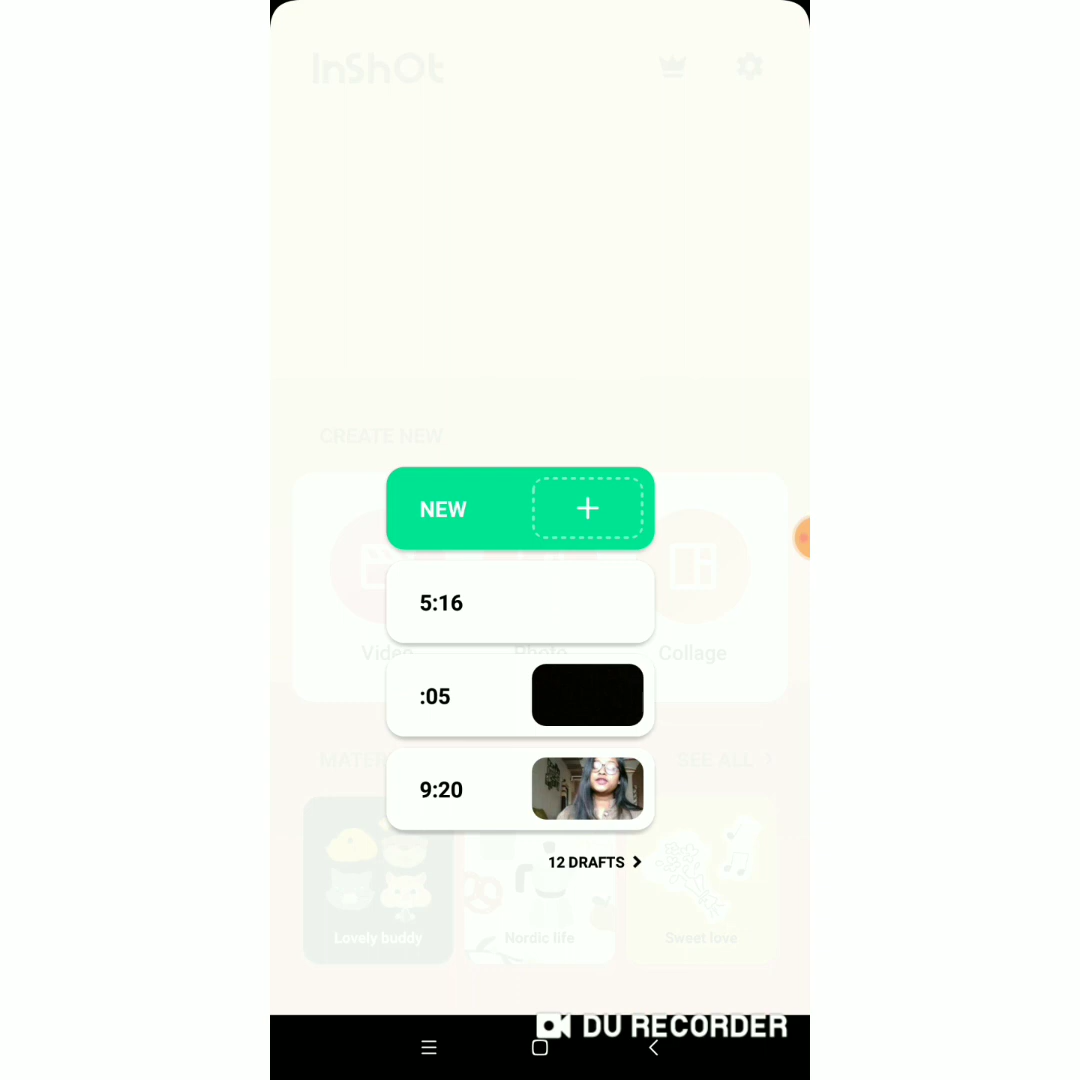 InShOt
CREATE NEW
NEW
5:16
Video
Photo
Collage
:05
SEE ALL
9:20
12 DRAFTS
Lovely buddy
Nordic life
Sweet love
DU RECORDER